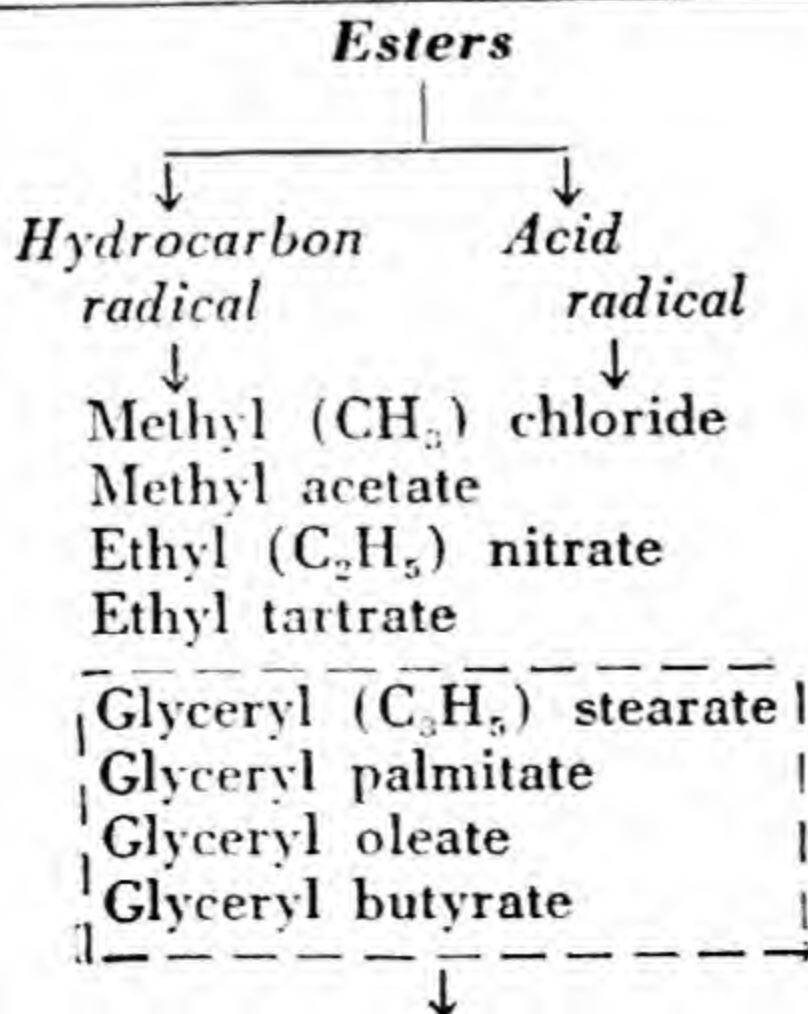 Esters
Hydrocarbon Acid
radical radical
Methyl (CH₃) chloride
Methyl acetate
Ethyl (C₂H₅) nitrate
Ethyl tartrate
Glyceryl (C₃H₅) stearate
Glyceryl palmitate
Glyceryl oleate
Glyceryl butyrate